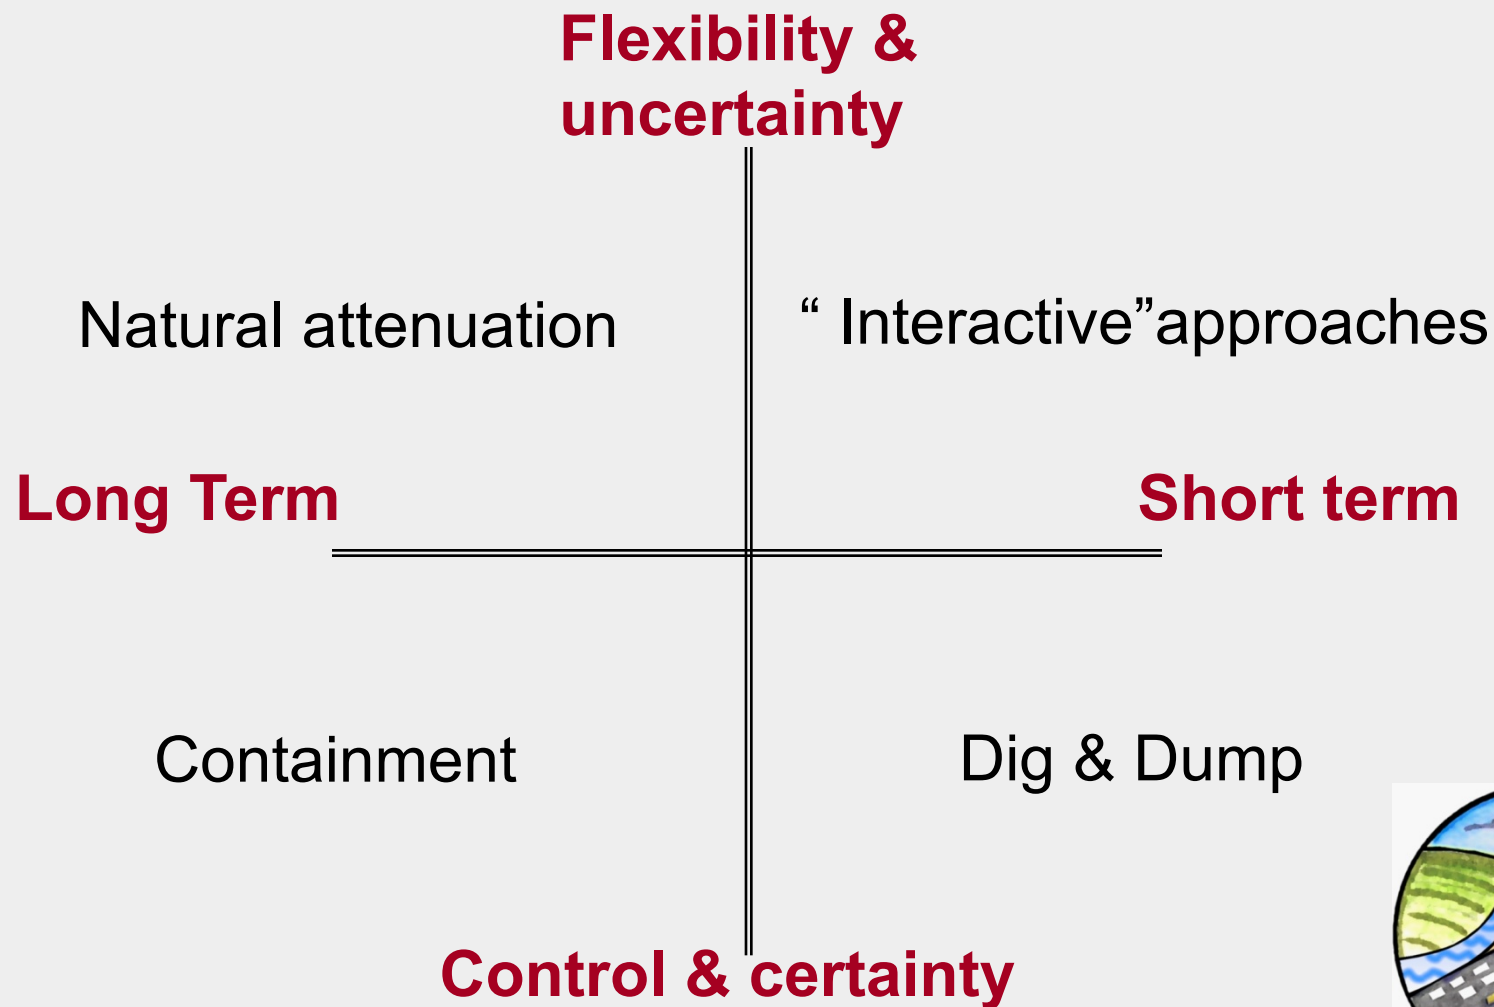 Flexibility &
uncertainty
Natural attenuation
“ Interactive”approaches
Long Term
Short term
Containment
Dig & Dump
Control & certainty